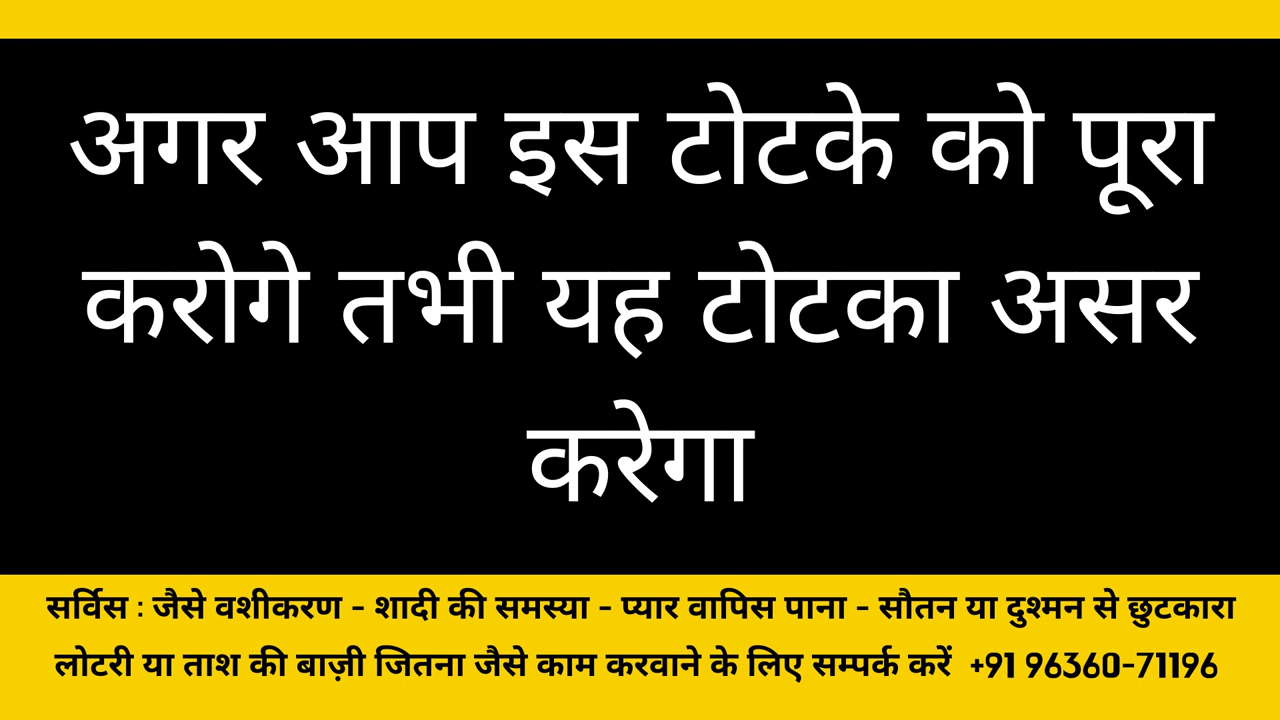 अगर आप इस टोटके को पूरा
करोगे तभी यह टोटका असर
करेगा
सर्विस : जैसे वशीकरण - शादी की समस्या - प्यार वापिस पाना - सौतन या दुश्मन से छुटकारा
लोटरी या ताश की बाज़ी जितना जैसे काम करवाने के लिए सम्पर्क करें +91 96360-71196